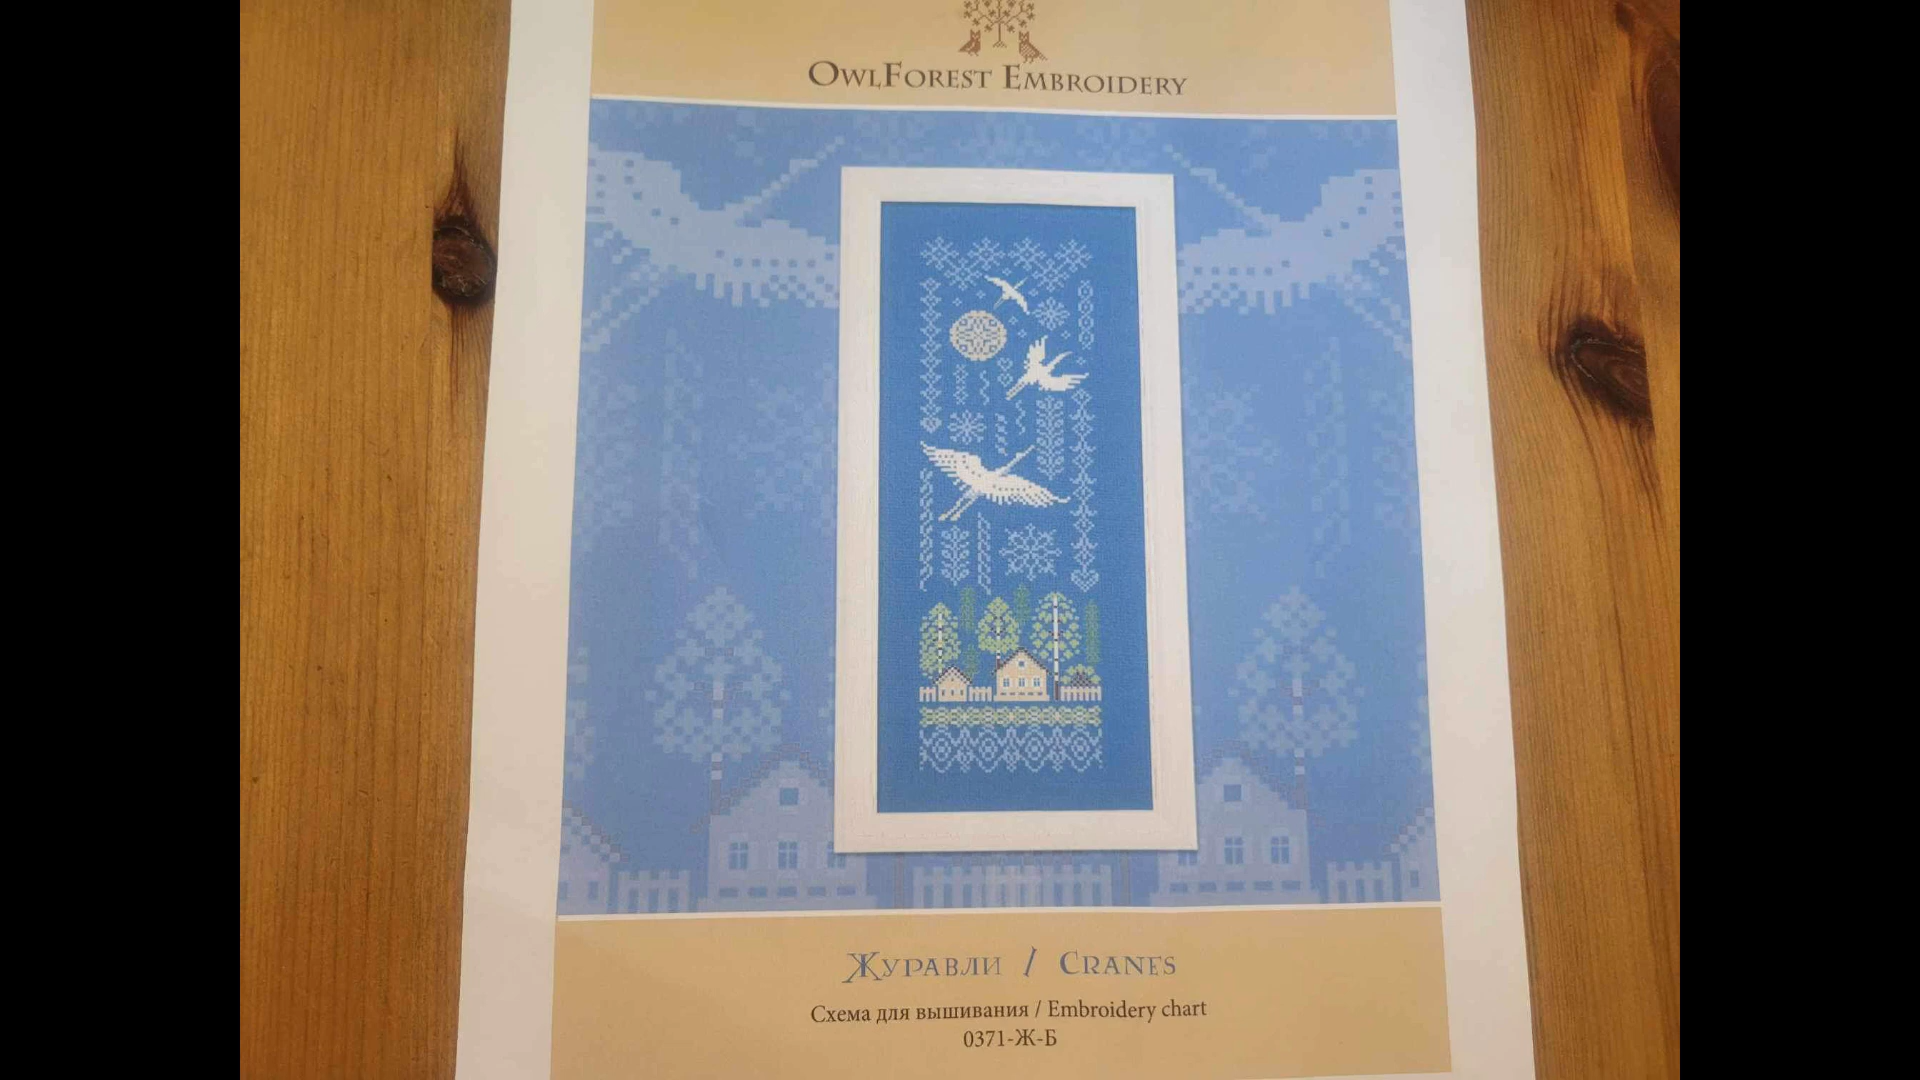 OwlForest Embroidery
Журавли / Cranes
Схема для вышивания / Embroidery chart
0371-Ж-Б